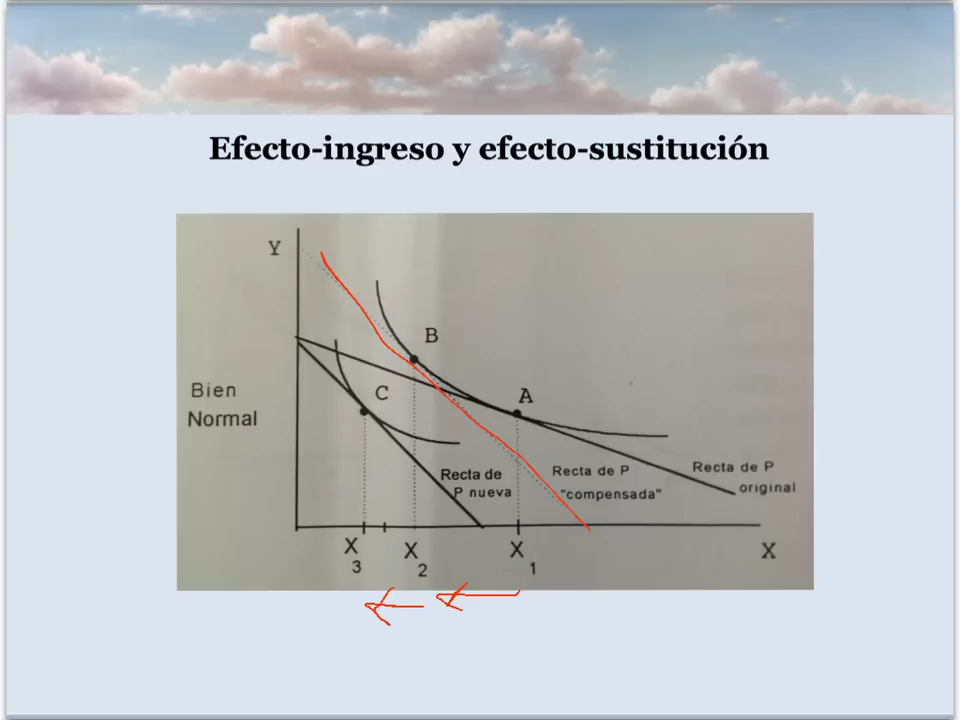 Efecto-ingreso y efecto-sustitución
Y
B
A
C
Bien
Normal
Recta de
P nueva
Recta de P
"compensada"
Recta de P
original
X
3
X
2
X
1
X